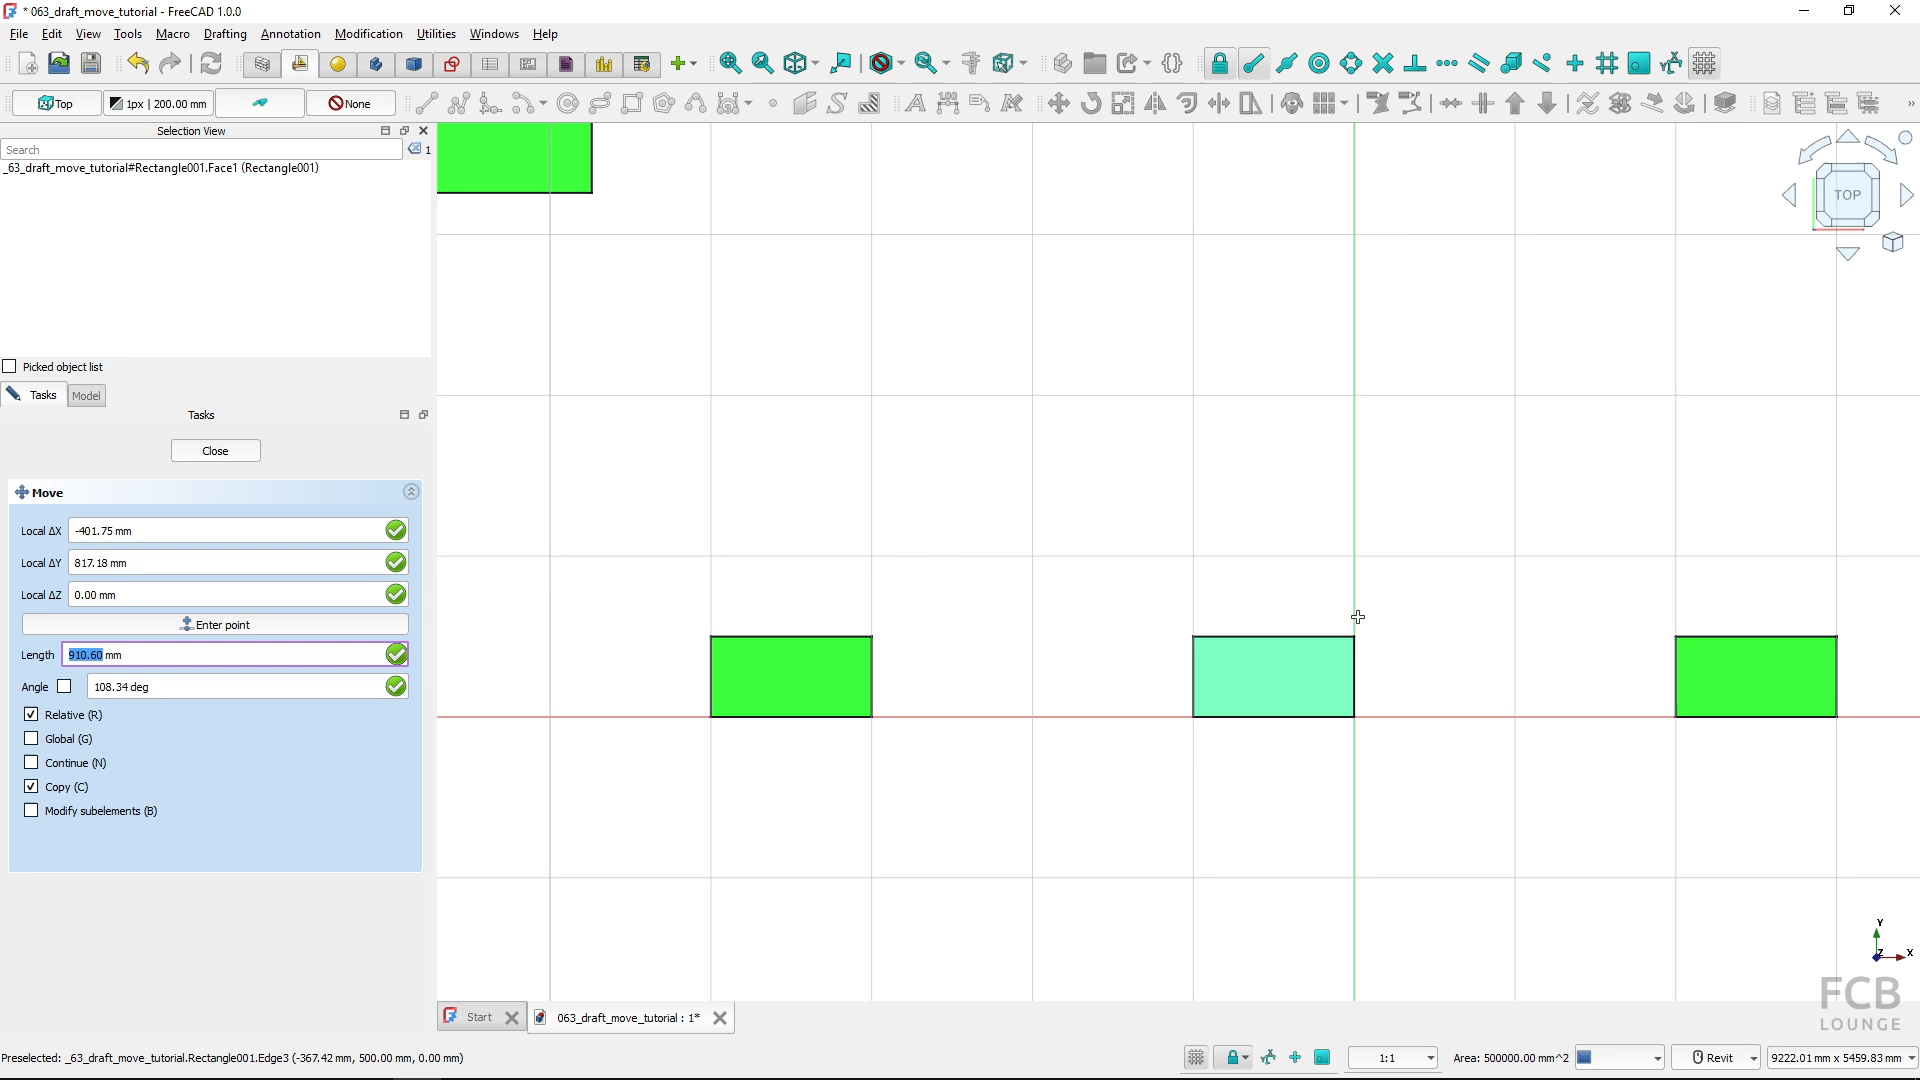 * 063_draft_move_tutorial - FreeCAD 1.0.0
File Edit View Tools Macro Drafting Annotation Modification Utilities Windows Help
Top 1px | 200.00 mm None
Selection View
Search 1
_63_draft_move_tutorial#Rectangle001.Face1 (Rectangle001)
Picked object list
Tasks Model
Tasks
Close
Move
Local ΔX -401.75 mm
Local ΔY 817.18 mm
Local ΔZ 0.00 mm
Enter point
Length 910.60 mm
Angle 108.34 deg
Relative (R)
Global (G)
Continue (N)
Copy (C)
Modify subelements (B)
TOP
Y
Z X
FCB
LOUNGE
Start 063_draft_move_tutorial : 1*
Preselected: _63_draft_move_tutorial.Rectangle001.Edge3 (-367.42 mm, 500.00 mm, 0.00 mm) 1:1 Area: 500000.00 mm^2 Revit 9222.01 mm x 5459.83 mm